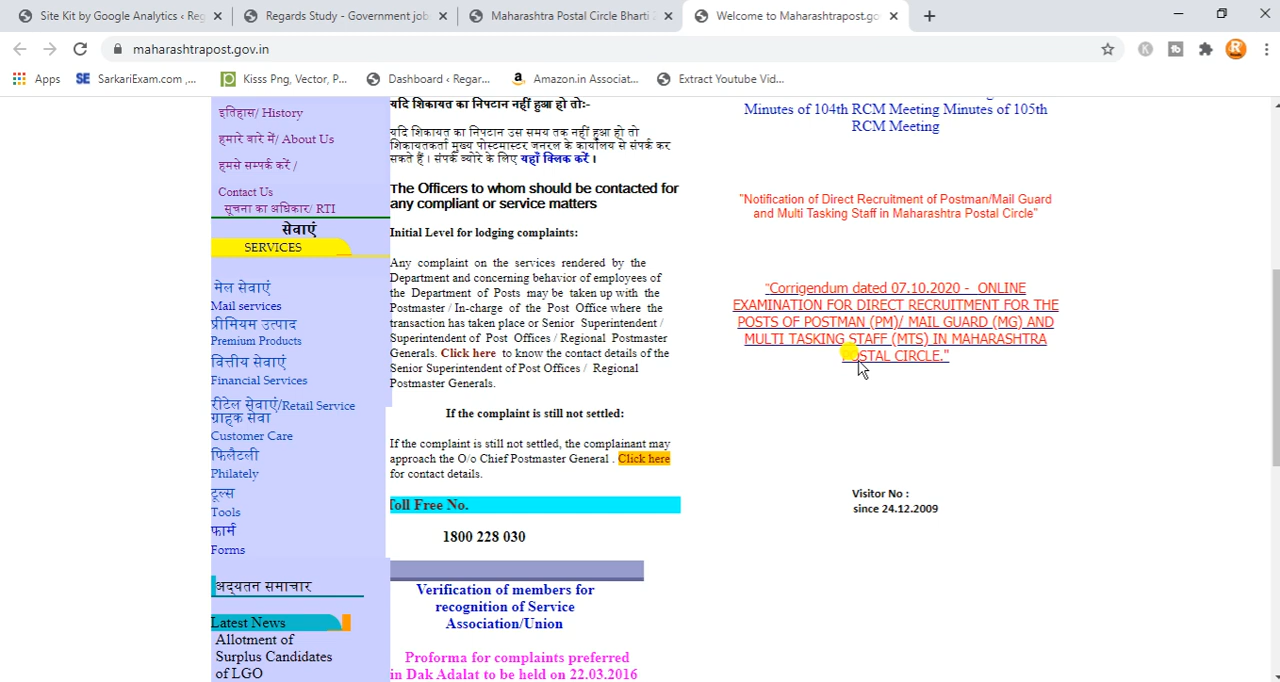 Site Kit by Google Analytics ‹ Reg
Regards Study - Government job
Maharashtra Postal Circle Bharti 2
Welcome to Maharashtrapost.go
maharashtrapost.gov.in
Apps
SarkariExam.com ,...
Kisss Png, Vector, P...
Dashboard ‹ Regar...
Amazon.in Associat...
Extract Youtube Vid...
इतिहास/ History
हमारे बारे में/ About Us
हमसे सम्पर्क करें /
Contact Us
सूचना का अधिकार/ RTI
सेवाएं
SERVICES
मेल सेवाएं
Mail services
प्रीमियम उत्पाद
Premium Products
वित्तीय सेवाएं
Financial Services
रीटेल सेवाएं/Retail Service
ग्राहक सेवा
Customer Care
फिलैटली
Philately
टूल्स
Tools
फार्म
Forms
अद्यतन समाचार
Latest News
Allotment of
Surplus Candidates
of LGO
यदि शिकायत का निपटान नहीं हुआ हो तोः-
यदि शिकायत का निपटान उस समय तक नहीं हुआ हो तो
शिकायतकर्ता मुख्य पोस्टमास्टर जनरल के कार्यालय से संपर्क कर
सकते हैं । संपर्क ब्योरे के लिए यहाँ क्लिक करें ।
The Officers to whom should be contacted for
any compliant or service matters
Initial Level for lodging complaints:
Any complaint on the services rendered by the
Department and concerning behavior of employees of
the Department of Posts may be taken up with the
Postmaster / In-charge of the Post Office where the
transaction has taken place or Senior Superintendent /
Superintendent of Post Offices / Regional Postmaster
Generals. Click here to know the contact details of the
Senior Superintendent of Post Offices / Regional
Postmaster Generals.
If the complaint is still not settled:
If the complaint is still not settled, the complainant may
approach the O/o Chief Postmaster General . Click here
for contact details.
Toll Free No.
1800 228 030
Verification of members for
recognition of Service
Association/Union
Proforma for complaints preferred
in Dak Adalat to be held on 22.03.2016
Minutes of 104th RCM Meeting Minutes of 105th
RCM Meeting
"Notification of Direct Recruitment of Postman/Mail Guard
and Multi Tasking Staff in Maharashtra Postal Circle"
"Corrigendum dated 07.10.2020 - ONLINE
EXAMINATION FOR DIRECT RECRUITMENT FOR THE
POSTS OF POSTMAN (PM)/ MAIL GUARD (MG) AND
MULTI TASKING STAFF (MTS) IN MAHARASHTRA
POSTAL CIRCLE."
Visitor No :
since 24.12.2009